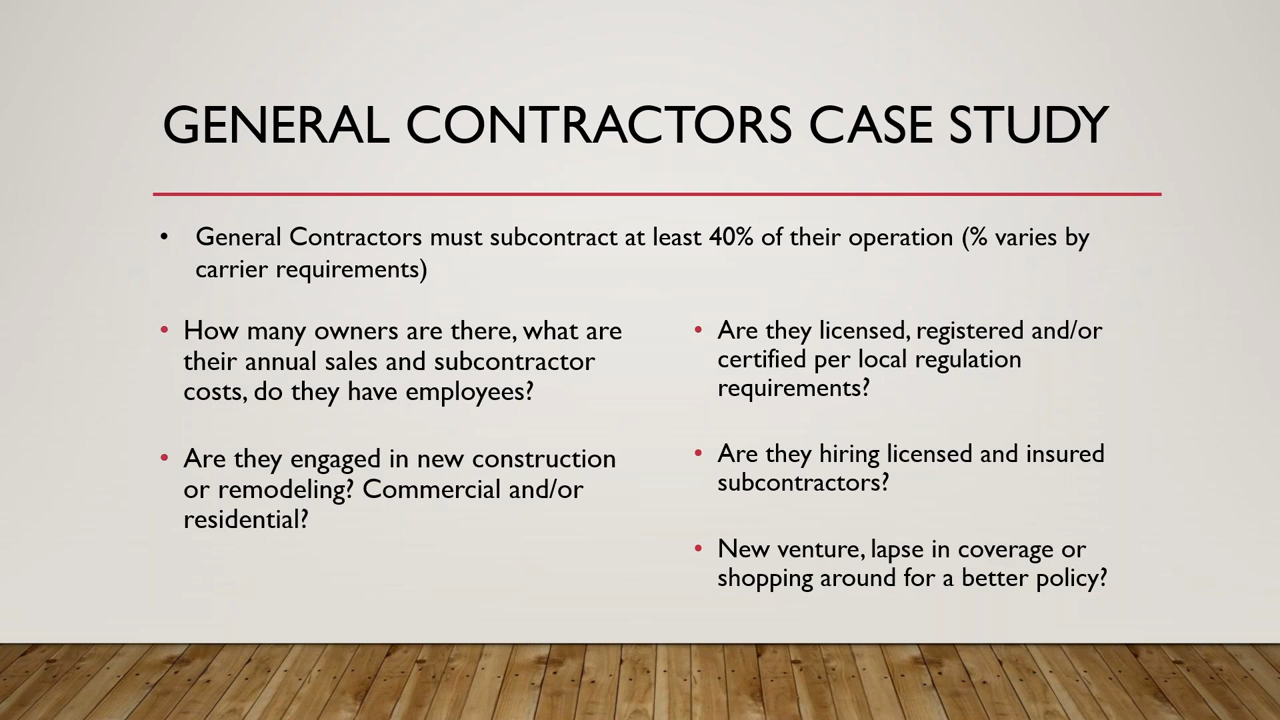 GENERAL CONTRACTORS CASE STUDY
• General Contractors must subcontract at least 40% of their operation (% varies by
carrier requirements)
• How many owners are there, what are
their annual sales and subcontractor
costs, do they have employees?
• Are they engaged in new construction
or remodeling? Commercial and/or
residential?
• Are they licensed, registered and/or
certified per local regulation
requirements?
• Are they hiring licensed and insured
subcontractors?
• New venture, lapse in coverage or
shopping around for a better policy?